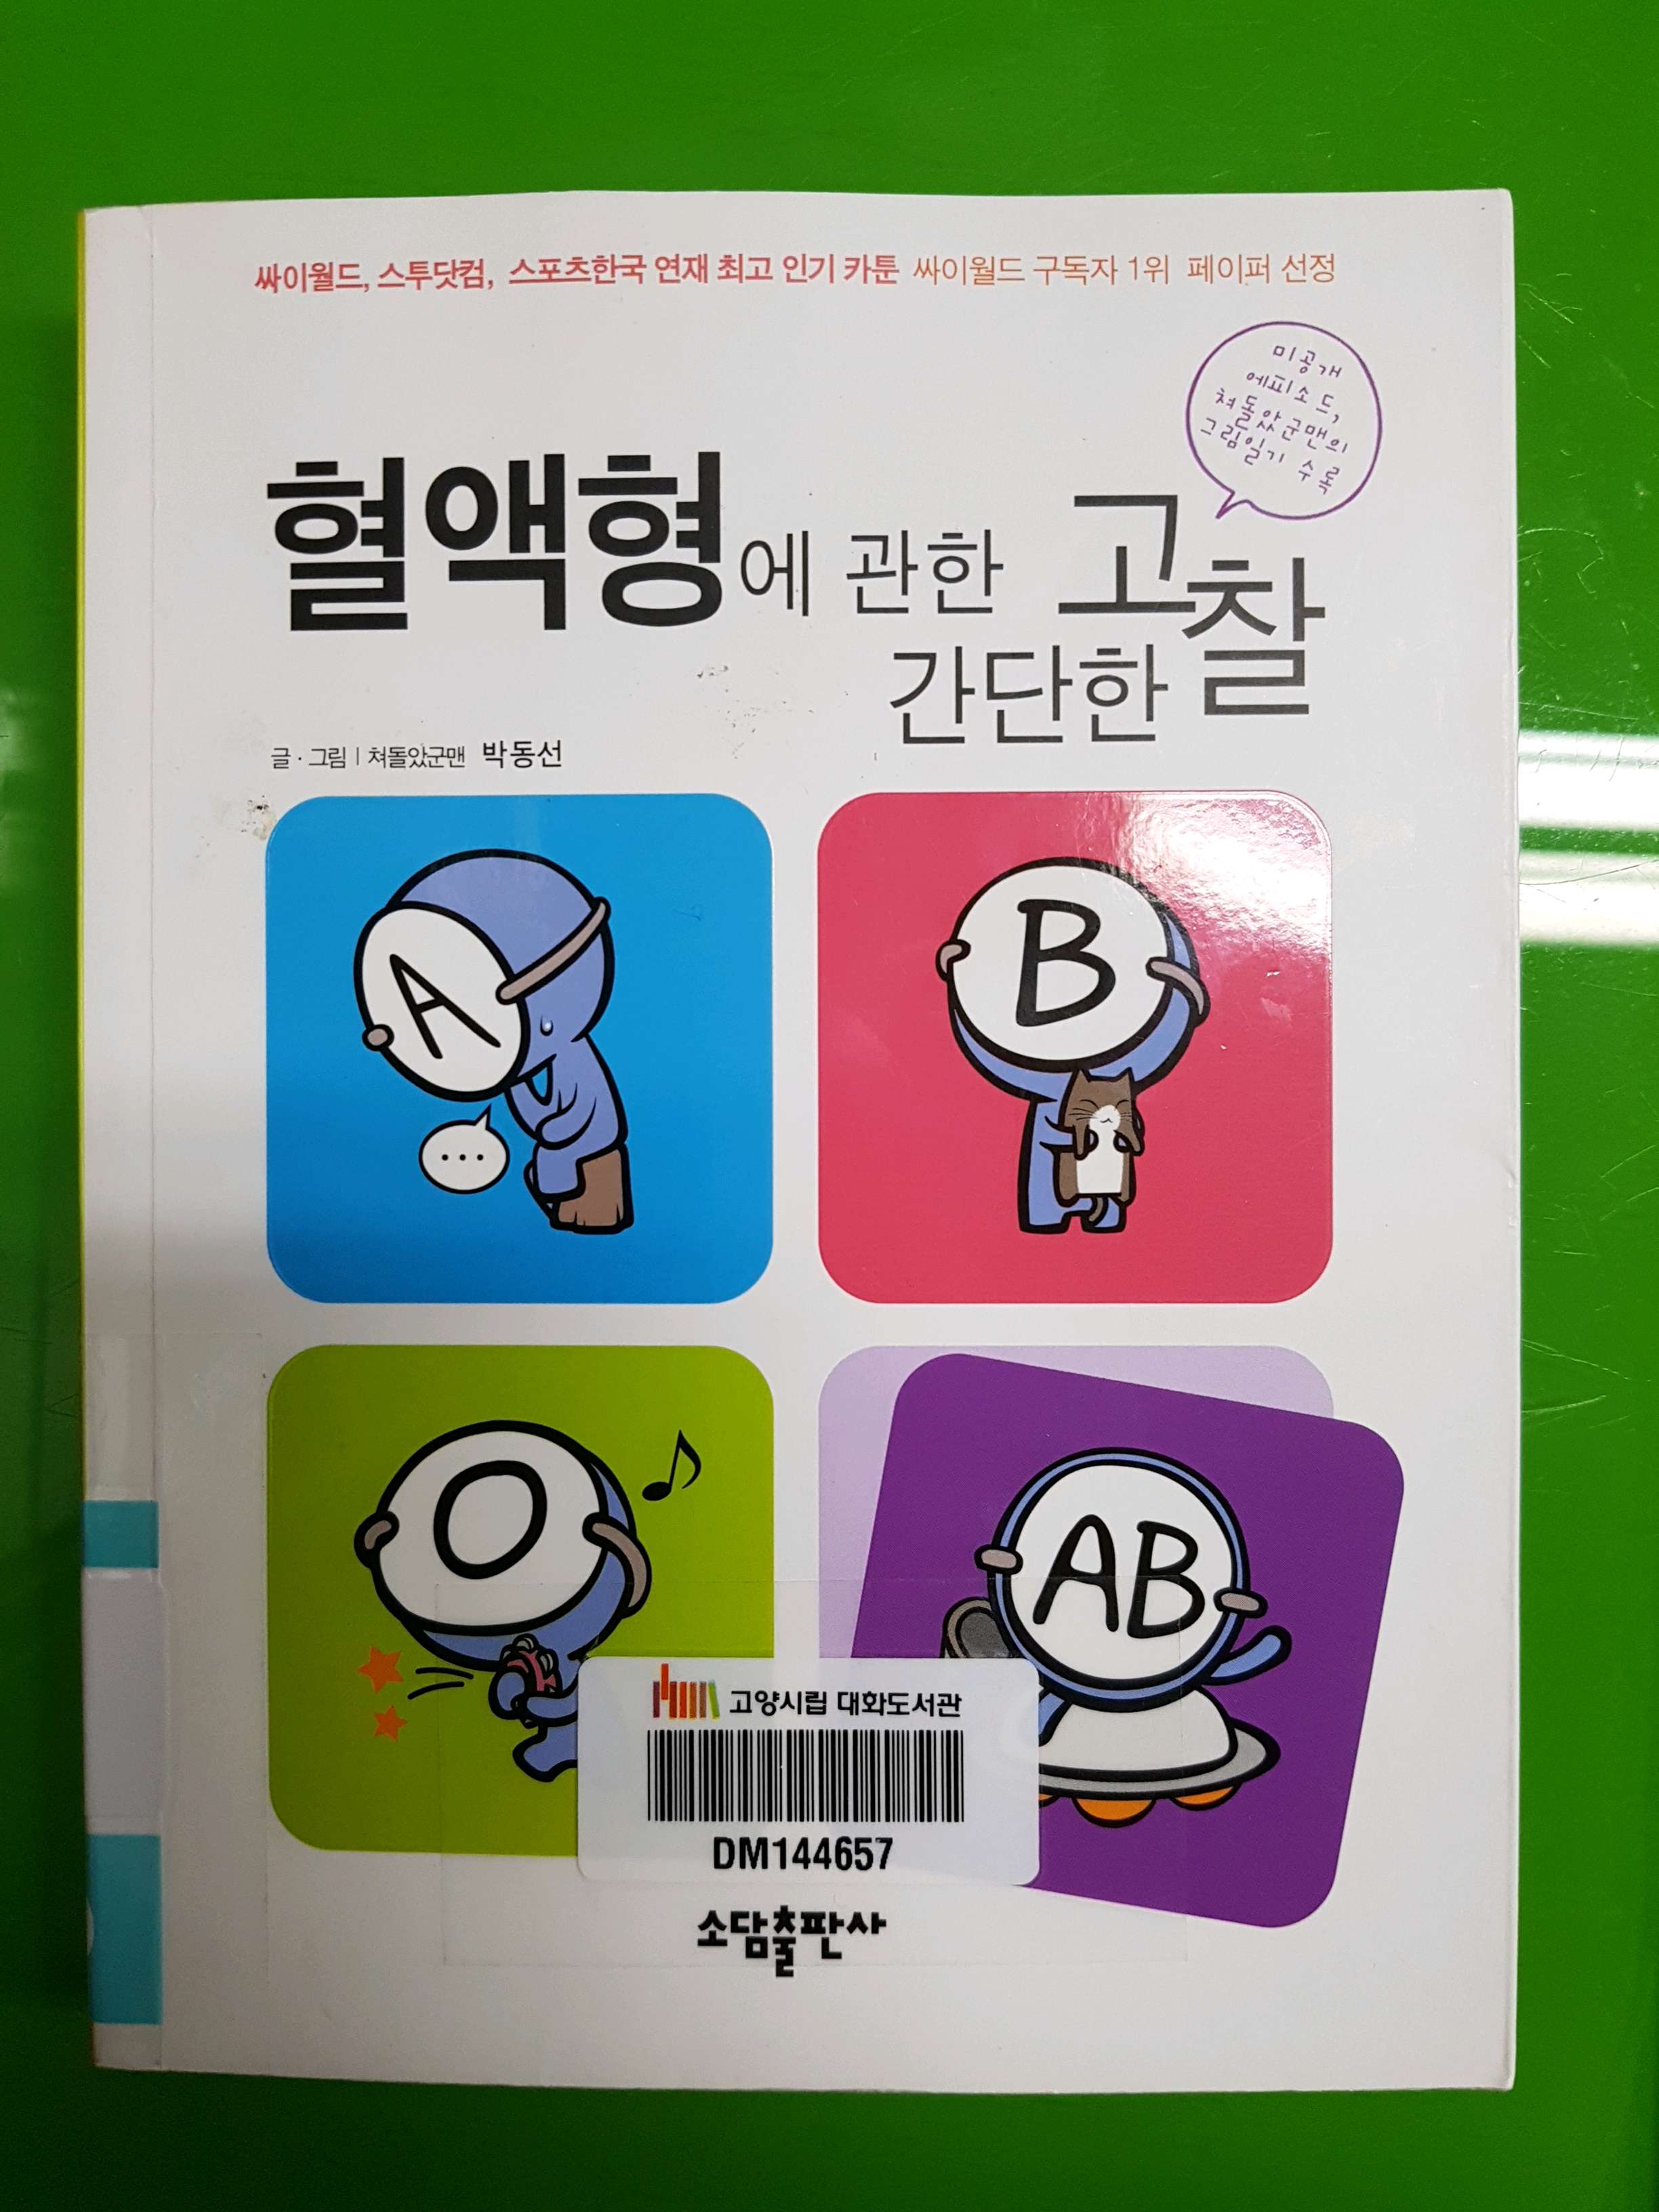 싸이월드, 스투닷컴, 스포츠한국 연재 최고 인기 카툰 싸이월드 구독자 1위 페이퍼 선정
미공개
에피소드,
쳐돌았군맨의
그림일기 수록
혈액형에 관한 간단한 고찰
글·그림 | 쳐돌았군맨 박동선
A
...
B
O
AB
고양시립 대화도서관
DM144657
소담출판사